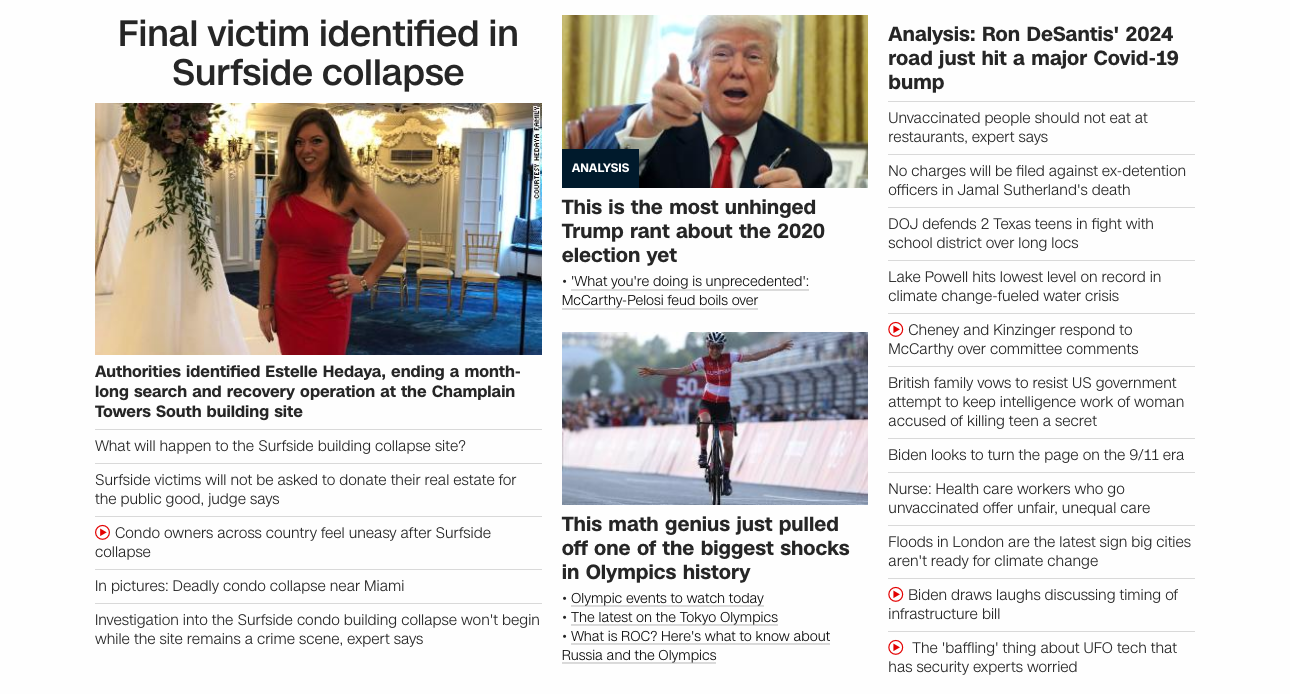 Final victim identified in
Surfside collapse
COURTESY HEDAYA FAMILY
Authorities identified Estelle Hedaya, ending a month-
long search and recovery operation at the Champlain
Towers South building site
What will happen to the Surfside building collapse site?
Surfside victims will not be asked to donate their real estate for
the public good, judge says
Condo owners across country feel uneasy after Surfside
collapse
In pictures: Deadly condo collapse near Miami
Investigation into the Surfside condo building collapse won't begin
while the site remains a crime scene, expert says
ANALYSIS
This is the most unhinged
Trump rant about the 2020
election yet
• 'What you're doing is unprecedented':
McCarthy-Pelosi feud boils over
50
This math genius just pulled
off one of the biggest shocks
in Olympics history
• Olympic events to watch today
• The latest on the Tokyo Olympics
• What is ROC? Here's what to know about
Russia and the Olympics
Analysis: Ron DeSantis' 2024
road just hit a major Covid-19
bump
Unvaccinated people should not eat at
restaurants, expert says
No charges will be filed against ex-detention
officers in Jamal Sutherland's death
DOJ defends 2 Texas teens in fight with
school district over long locs
Lake Powell hits lowest level on record in
climate change-fueled water crisis
Cheney and Kinzinger respond to
McCarthy over committee comments
British family vows to resist US government
attempt to keep intelligence work of woman
accused of killing teen a secret
Biden looks to turn the page on the 9/11 era
Nurse: Health care workers who go
unvaccinated offer unfair, unequal care
Floods in London are the latest sign big cities
aren't ready for climate change
Biden draws laughs discussing timing of
infrastructure bill
The 'baffling' thing about UFO tech that
has security experts worried